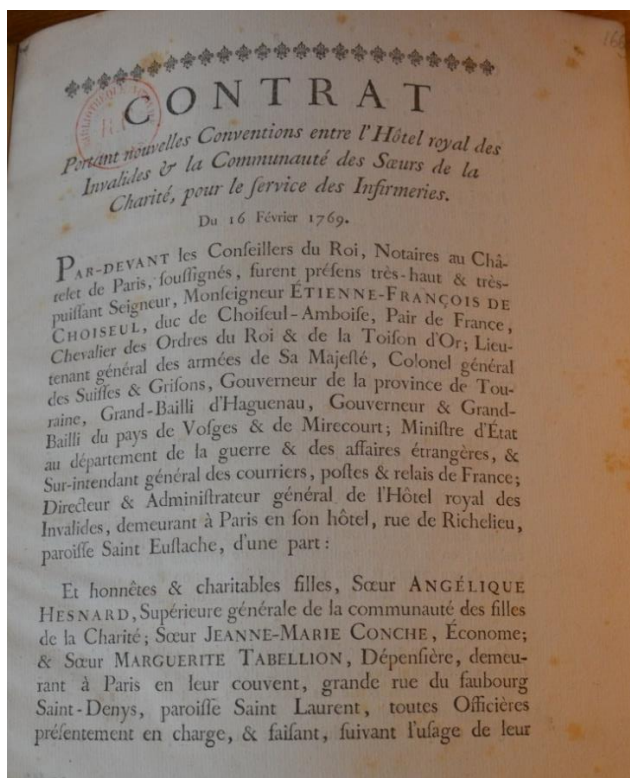 166
CONTRAT
Portant nouvelles Conventions entre l'Hôtel royal des
Invalides & la Communauté des Sœurs de la
Charité, pour le ſervice des Infirmeries.
Du 16 Février 1769.
PAR-DEVANT les Conſeillers du Roi, Notaires au Châ-
telet de Paris, ſouſſignés, furent préſens très-haut & très-
puiſſant Seigneur, Monſeigneur ÉTIENNE-FRANÇOIS DE
CHOISEUL, duc de Choiſeul-Amboiſe, Pair de France,
Chevalier des Ordres du Roi & de la Toiſon d'Or; Lieu-
tenant général des armées de Sa Majeſté, Colonel général
des Suiſſes & Griſons, Gouverneur de la province de Tou-
raine, Grand-Bailli d'Haguenau, Gouverneur & Grand-
Bailli du pays de Voſges & de Mirecourt; Miniſtre d'État
au département de la guerre & des affaires étrangères, &
Sur-intendant général des courriers, poſtes & relais de France;
Directeur & Adminiſtrateur général de l'Hôtel royal des
Invalides, demeurant à Paris en ſon hôtel, rue de Richelieu,
paroiſſe Saint Euſtache, d'une part:
Et honnêtes & charitables filles, Sœur ANGÉLIQUE
HESNARD, Supérieure générale de la communauté des filles
de la Charité; Sœur JEANNE-MARIE CONCHE, Économe;
& Sœur MARGUERITE TABELLION, Dépenſière, demeu-
rant à Paris en leur couvent, grande rue du faubourg
Saint-Denys, paroiſſe Saint Laurent, toutes Officières
préſentement en charge, & faiſant, ſuivant l'uſage de leur